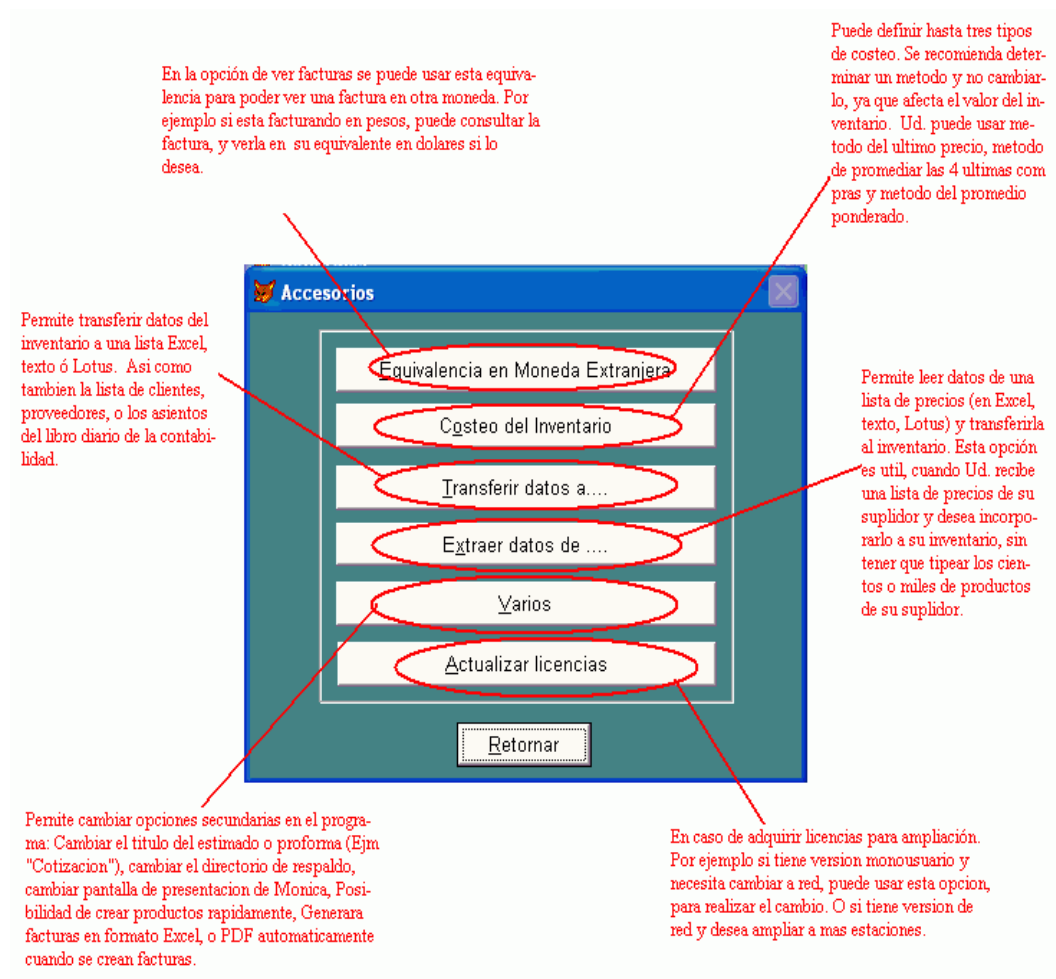 Puede definir hasta tres tipos
de costeo. Se recomienda deter-
minar un metodo y no cambiar-
lo, ya que afecta el valor del in-
ventario.  Ud. puede usar me-
todo del ultimo precio, metodo
de promediar las 4 ultimas com
pras y metodo del promedio
ponderado.
En la opción de ver facturas se puede usar esta equiva-
lencia para poder ver una factura en otra moneda. Por
ejemplo si esta facturando en pesos, puede consultar la
factura, y verla en  su equivalente en dolares si lo
desea.
Accesorios
Permite transferir datos del
inventario a una lista Excel,
texto ó Lotus.  Asi como
tambien la lista de clientes,
proveedores, o los asientos
del libro diario de la contabi-
lidad.
Equivalencia en Moneda Extranjera
Costeo del Inventario
Transferir datos a....
Extraer datos de ....
Varios
Actualizar licencias
Retornar
Permite leer datos de una
lista de precios (en Excel,
texto, Lotus) y transferirla
al inventario. Esta opción
es util, cuando Ud. recibe
una lista de precios de su
suplidor y desea incorpo-
rarlo a su inventario, sin
tener que tipear los cien-
tos o miles de productos
de su suplidor.
Permite cambiar opciones secundarias en el progra-
ma: Cambiar el titulo del estimado o proforma (Ejm
"Cotizacion"), cambiar el directorio de respaldo,
cambiar pantalla de presentacion de Monica, Posi-
bilidad de crear productos rapidamente, Generara
facturas en formato Excel, o PDF automaticamente
cuando se crean facturas.
En caso de adquirir licencias para ampliación.
Por ejemplo si tiene version monousuario y
necesita cambiar a red, puede usar esta opcion,
para realizar el cambio. O si tiene version de
red y desea ampliar a mas estaciones.